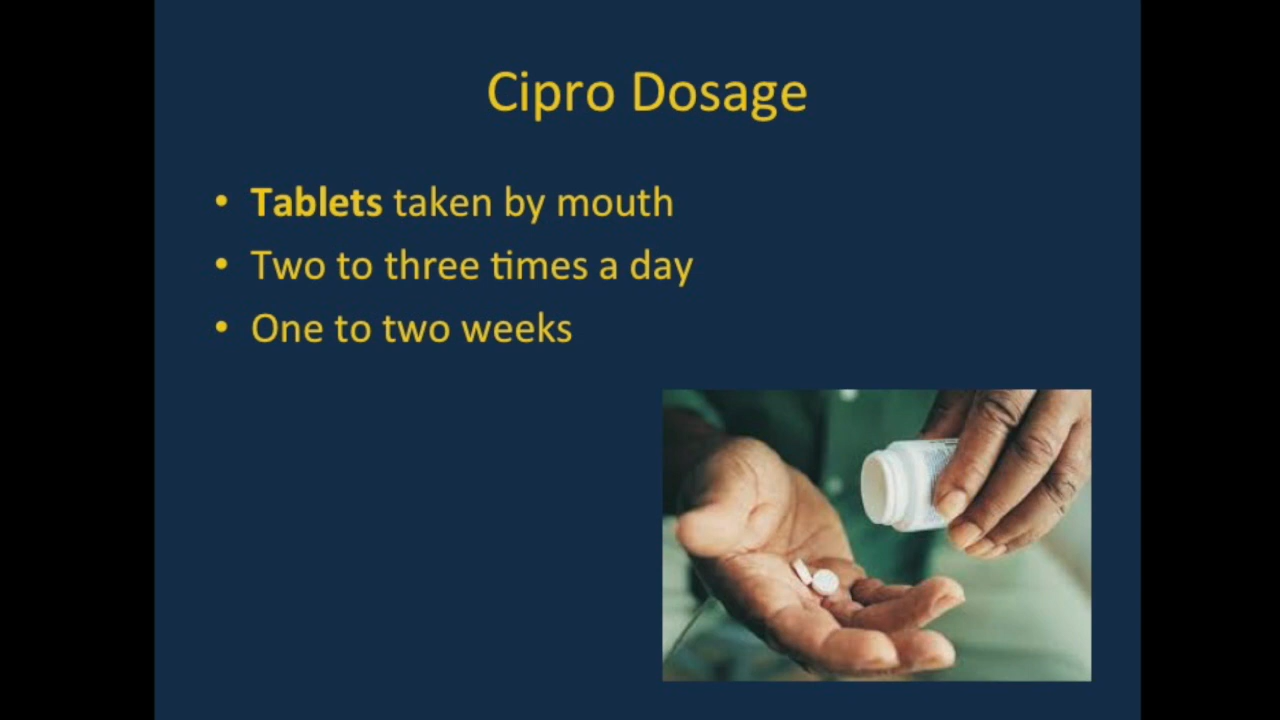 Cipro Dosage
• Tablets taken by mouth
• Two to three times a day
• One to two weeks